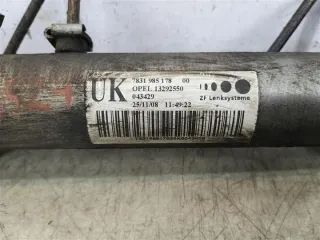 UK
7831 985 178 00
OPEL 13292550
043429
25/11/08 11:49:22
ZF Lenksysteme